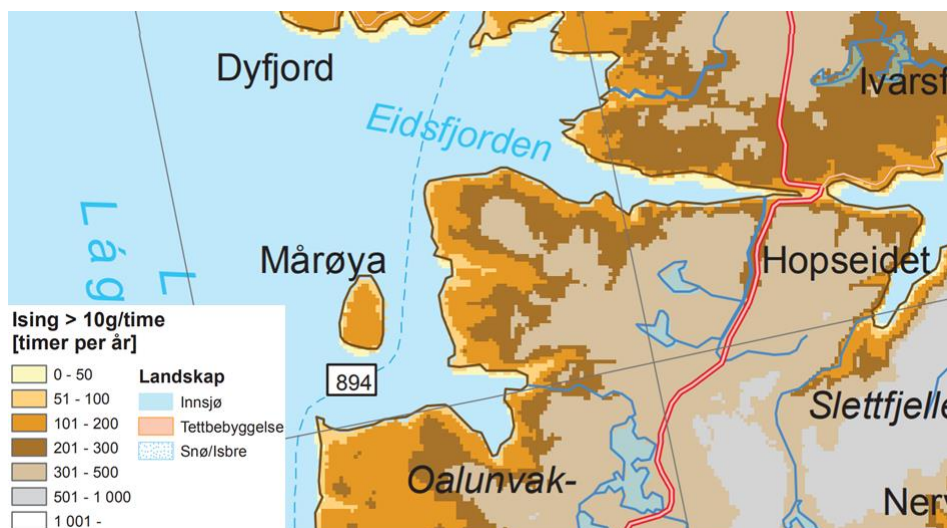 Dyfjord
Eidsfjorden
Ivarsf
Lág
L
Mårøya
Hopseidet
894
Slettfjelle
Oalunvak-
Nerv
Ising > 10g/time
[timer per år]
0 - 50
51 - 100
101 - 200
201 - 300
301 - 500
501 - 1 000
1 001 -
Landskap
Innsjø
Tettbebyggelse
Snø/Isbre